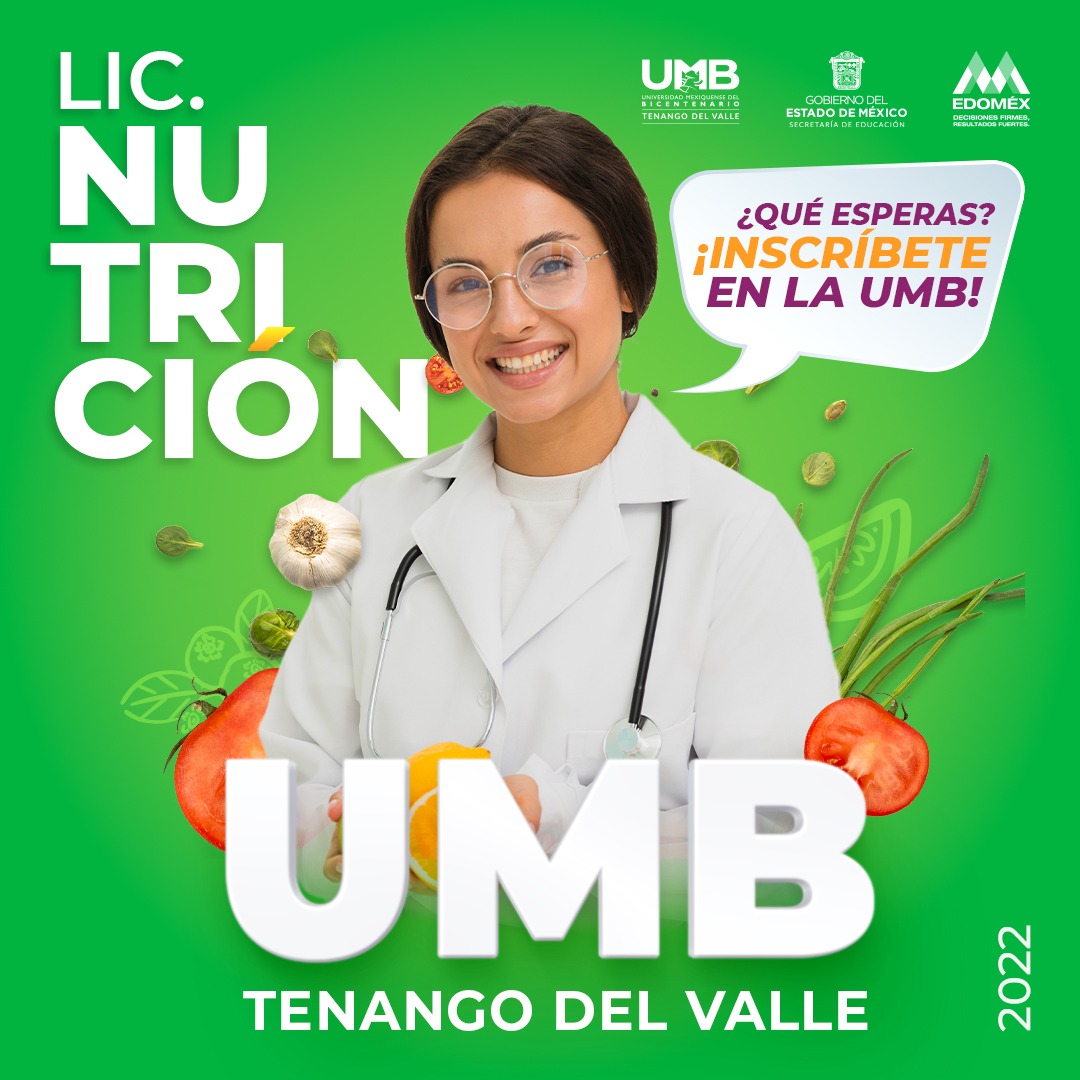 LIC.
NU
TRI
CIÓN
UMB
UNIVERSIDAD MEXIQUENSE DEL
BICENTENARIO
TENANGO DEL VALLE
GOBIERNO DEL
ESTADO DE MÉXICO
SECRETARÍA DE EDUCACIÓN
EDOMÉX
DECISIONES FIRMES,
RESULTADOS FUERTES.
¿QUÉ ESPERAS?
¡INSCRÍBETE
EN LA UMB!
UMB
TENANGO DEL VALLE
2022